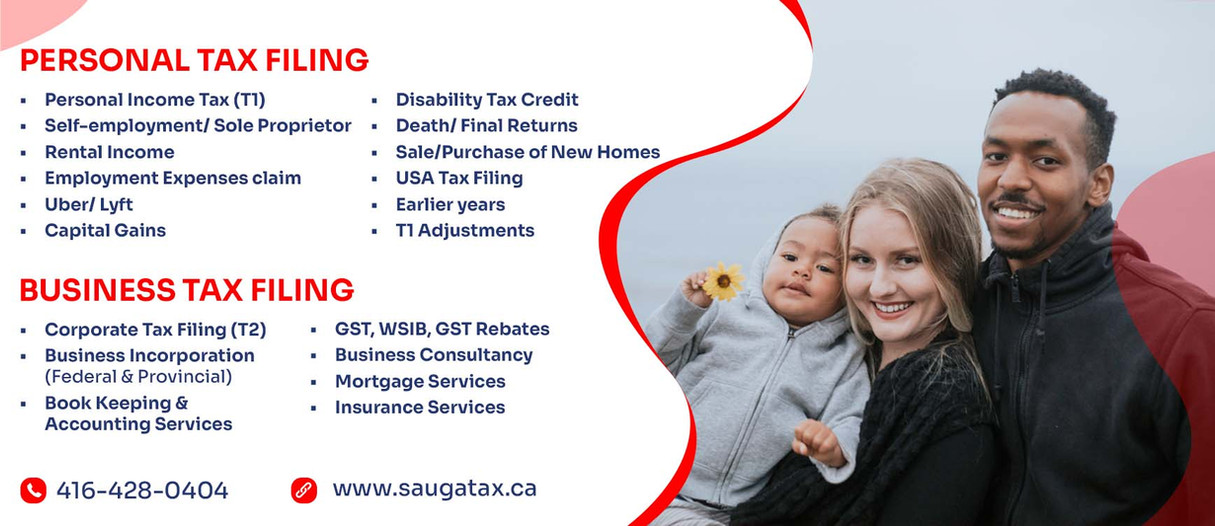 PERSONAL TAX FILING
▪ Personal Income Tax (T1)
▪ Self-employment/ Sole Proprietor
▪ Rental Income
▪ Employment Expenses claim
▪ Uber/ Lyft
▪ Capital Gains
▪ Disability Tax Credit
▪ Death/ Final Returns
▪ Sale/Purchase of New Homes
▪ USA Tax Filing
▪ Earlier years
▪ T1 Adjustments
BUSINESS TAX FILING
▪ Corporate Tax Filing (T2)
▪ Business Incorporation
(Federal & Provincial)
▪ Book Keeping &
Accounting Services
▪ GST, WSIB, GST Rebates
▪ Business Consultancy
▪ Mortgage Services
▪ Insurance Services
416-428-0404
www.saugatax.ca